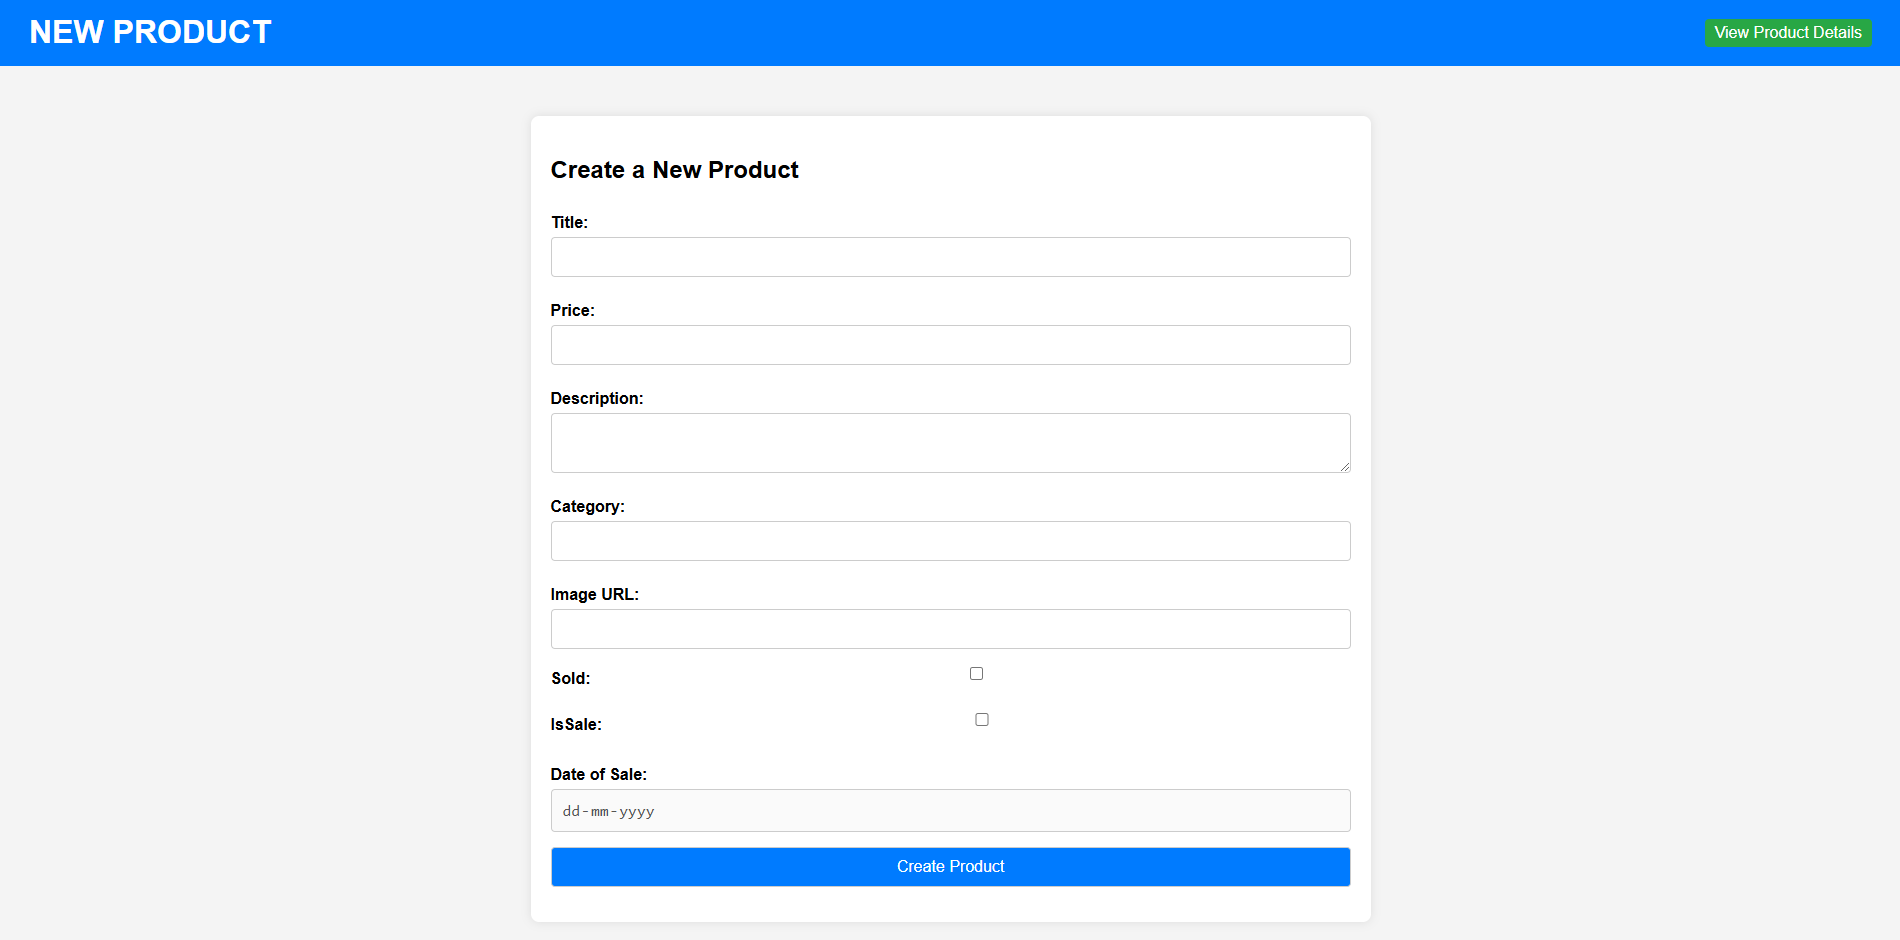 NEW PRODUCT
View Product Details
Create a New Product
Title:
Price:
Description:
Category:
Image URL:
Sold:
IsSale:
Date of Sale:
dd-mm-yyyy
Create Product